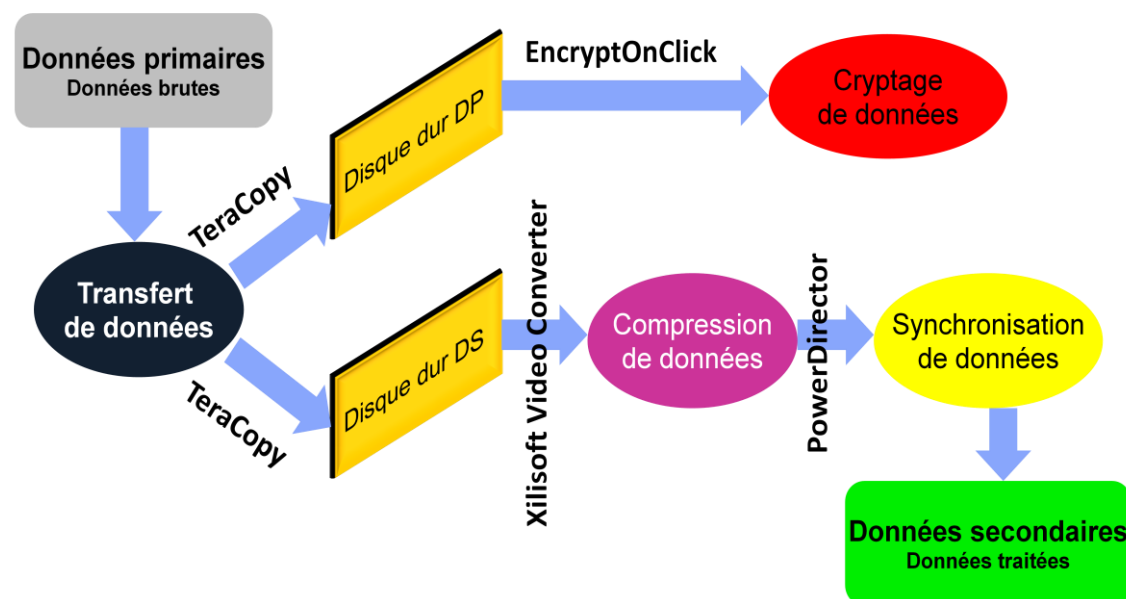 Données primaires
Données brutes
EncryptOnClick
Cryptage
de données
Disque dur DP
TeraCopy
Transfert
de données
TeraCopy
Disque dur DS
Xilisoft Video Converter
Compression
de données
PowerDirector
Synchronisation
de données
Données secondaires
Données traitées